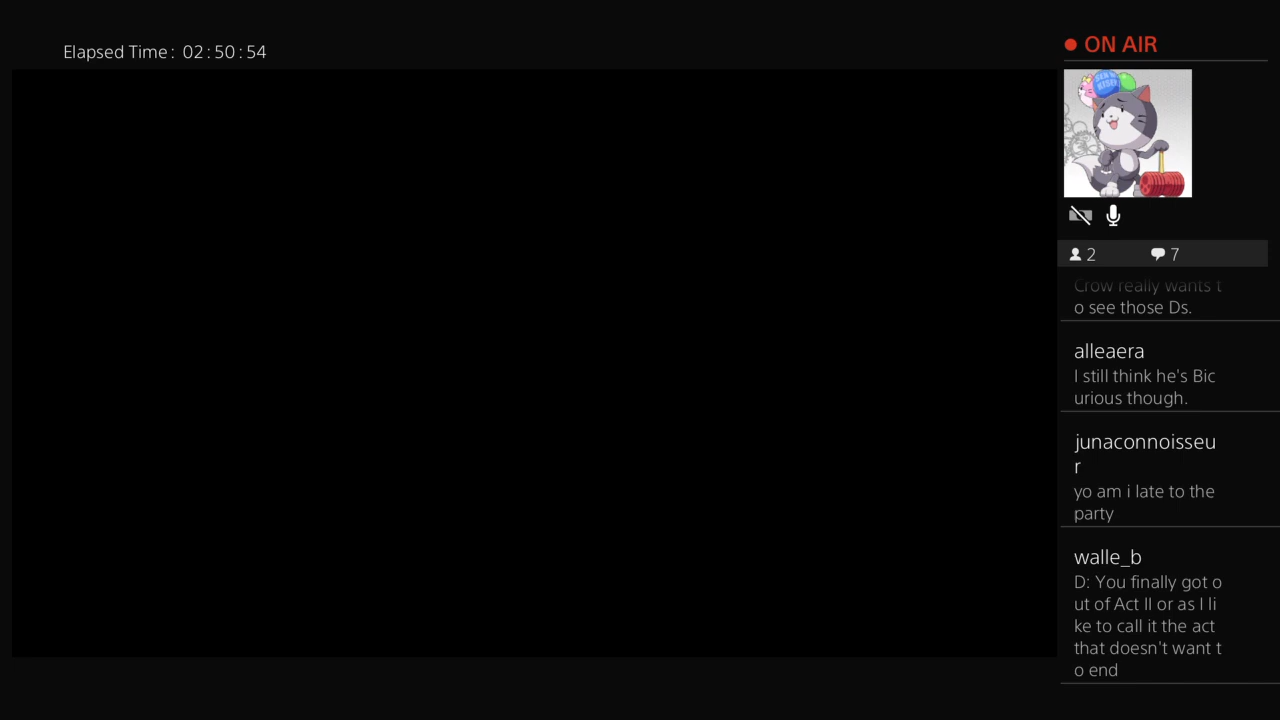 Elapsed Time: 02:50:54
ON AIR
2
7
Crow really wants t
o see those Ds.
alleaera
I still think he's Bic
urious though.
junaconnoisseu
r
yo am i late to the
party
walle_b
D: You finally got o
ut of Act II or as I li
ke to call it the act
that doesn't want t
o end